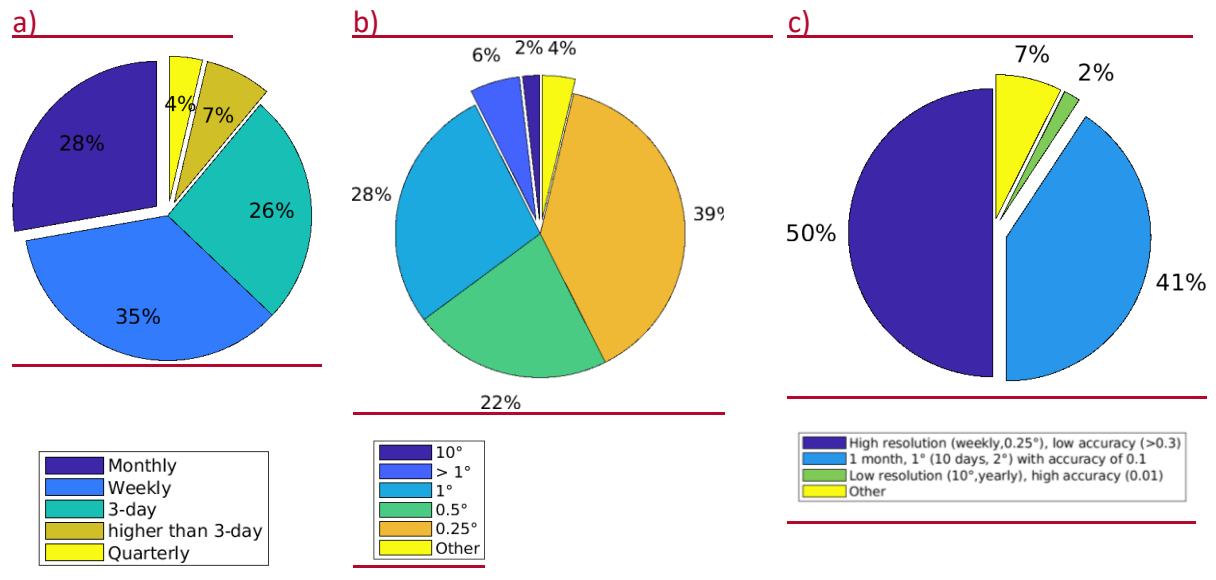 a)
28%
4%
7%
26%
35%
Monthly
Weekly
3-day
higher than 3-day
Quarterly
b)
6%
2%
4%
28%
39%
22%
10°
> 1°
1°
0.5°
0.25°
Other
c)
7%
2%
50%
41%
High resolution (weekly,0.25°), low accuracy (>0.3)
1 month, 1° (10 days, 2°) with accuracy of 0.1
Low resolution (10°,yearly), high accuracy (0.01)
Other